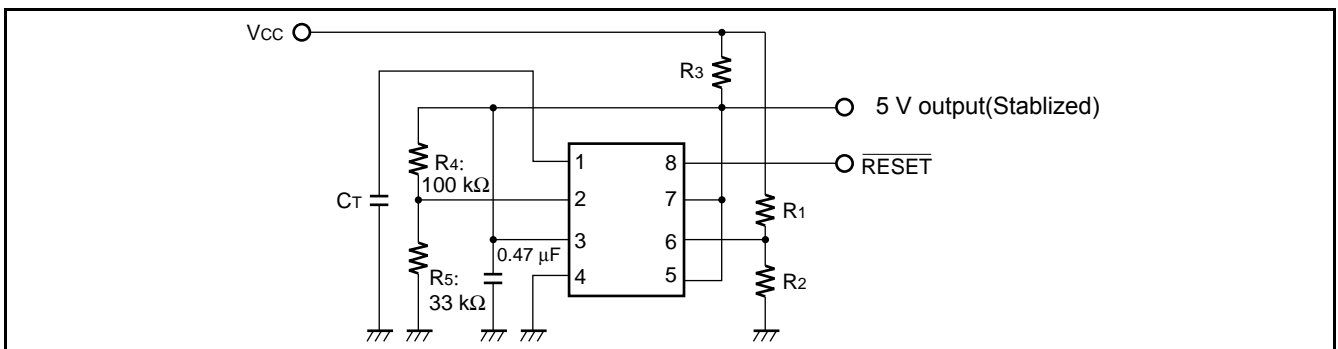 VCC
R3
5 V output(Stablized)
R4:
100 kΩ
1
8
RESET
CT
2
7
R1
3
6
0.47 μF
R5:
33 kΩ
4
5
R2